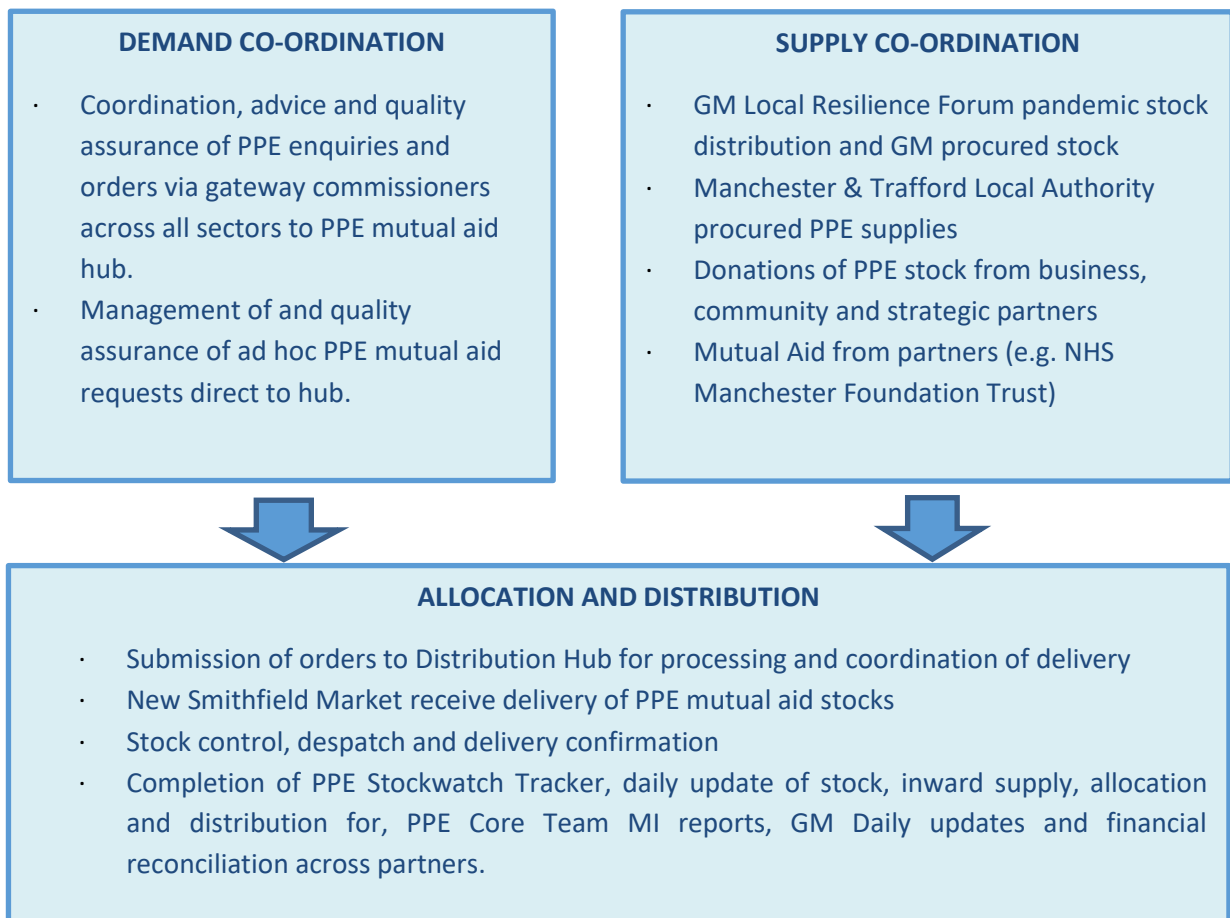 DEMAND CO-ORDINATION
· Coordination, advice and quality
assurance of PPE enquiries and
orders via gateway commissioners
across all sectors to PPE mutual aid
hub.
· Management of and quality
assurance of ad hoc PPE mutual aid
requests direct to hub.
SUPPLY CO-ORDINATION
· GM Local Resilience Forum pandemic stock
distribution and GM procured stock
· Manchester & Trafford Local Authority
procured PPE supplies
· Donations of PPE stock from business,
community and strategic partners
· Mutual Aid from partners (e.g. NHS
Manchester Foundation Trust)
ALLOCATION AND DISTRIBUTION
· Submission of orders to Distribution Hub for processing and coordination of delivery
· New Smithfield Market receive delivery of PPE mutual aid stocks
· Stock control, despatch and delivery confirmation
· Completion of PPE Stockwatch Tracker, daily update of stock, inward supply, allocation
and distribution for, PPE Core Team MI reports, GM Daily updates and financial
reconciliation across partners.